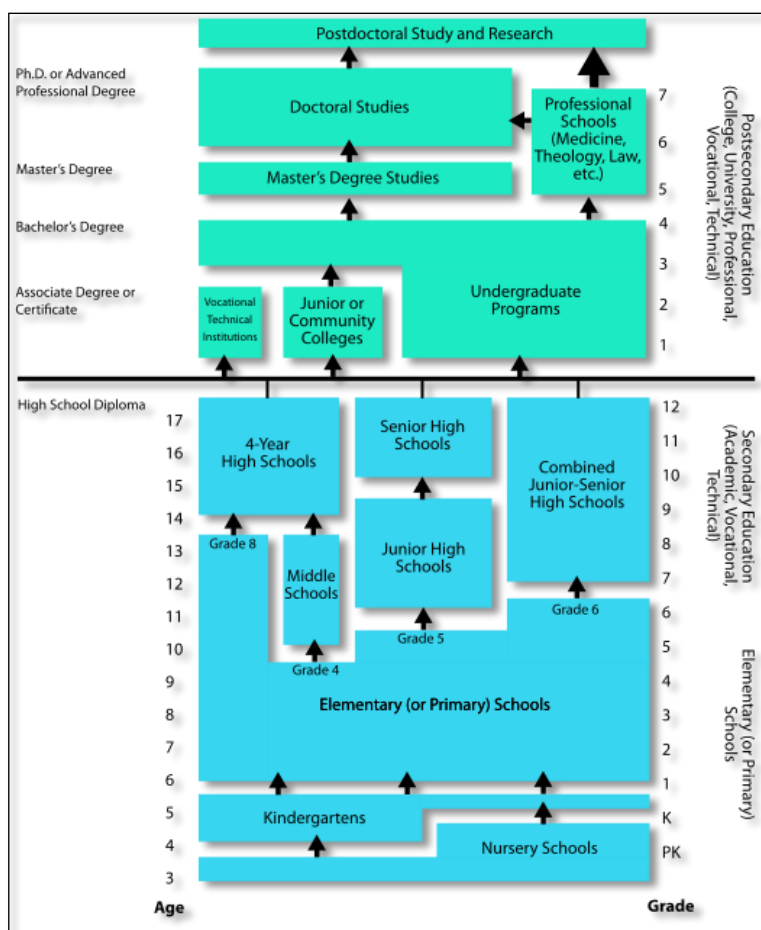 Postdoctoral Study and Research
Ph.D. or Advanced
Professional Degree
Doctoral Studies
Professional
Schools
(Medicine,
Theology, Law,
etc.)
7
6
5
Master's Degree
Master's Degree Studies
Bachelor's Degree
4
3
Associate Degree or
Certificate
Vocational
Technical
Institutions
Junior or
Community
Colleges
Undergraduate
Programs
2
1
Postsecondary Education
(College, University, Professional,
Vocational, Technical)
High School Diploma
17
16
15
14
13
12
11
10
9
8
7
6
5
4
3
Age
4-Year
High Schools
Senior High
Schools
Combined
Junior-Senior
High Schools
Grade 8
Middle
Schools
Junior High
Schools
Grade 4
Grade 5
Grade 6
Elementary (or Primary) Schools
Kindergartens
Nursery Schools
12
11
10
9
8
7
6
5
4
3
2
1
K
PK
Grade
Secondary Education
(Academic, Vocational,
Technical)
Elementary (or Primary)
Schools